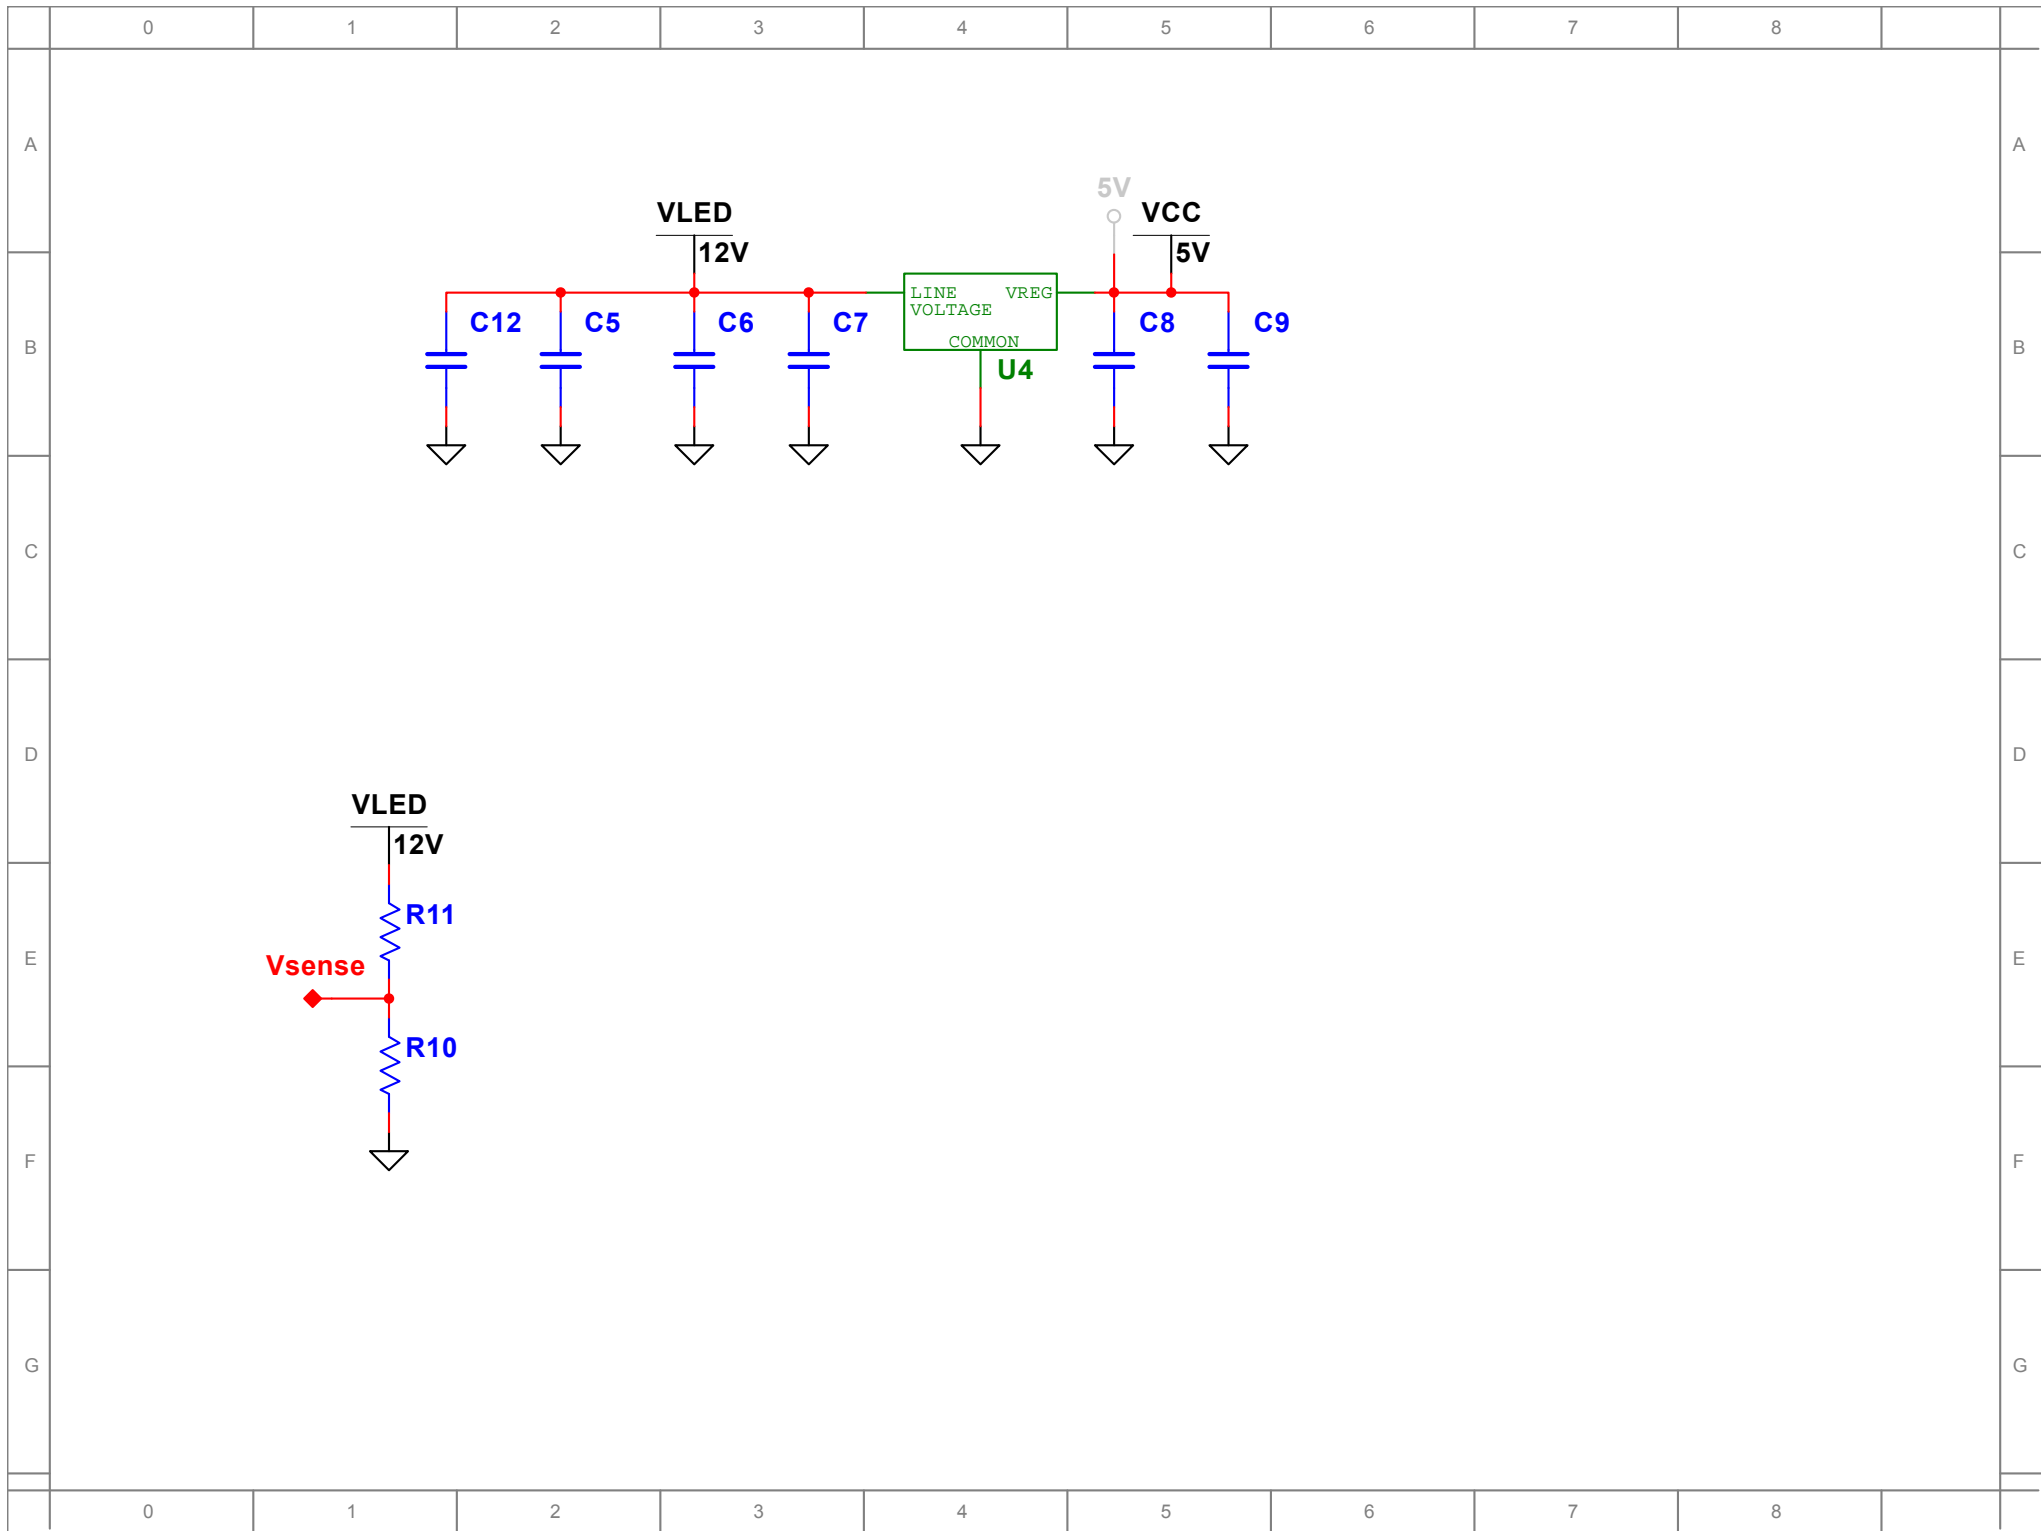 0 1 2 3 4 5 6 7 8
A A
5V
VLED VCC
12V 5V
LINE VREG
VOLTAGE
C12 C5 C6 C7 C8 C9
COMMON
B B
U4
C C
D D
VLED
12V
R11
E E
Vsense
R10
F F
G G
0 1 2 3 4 5 6 7 8